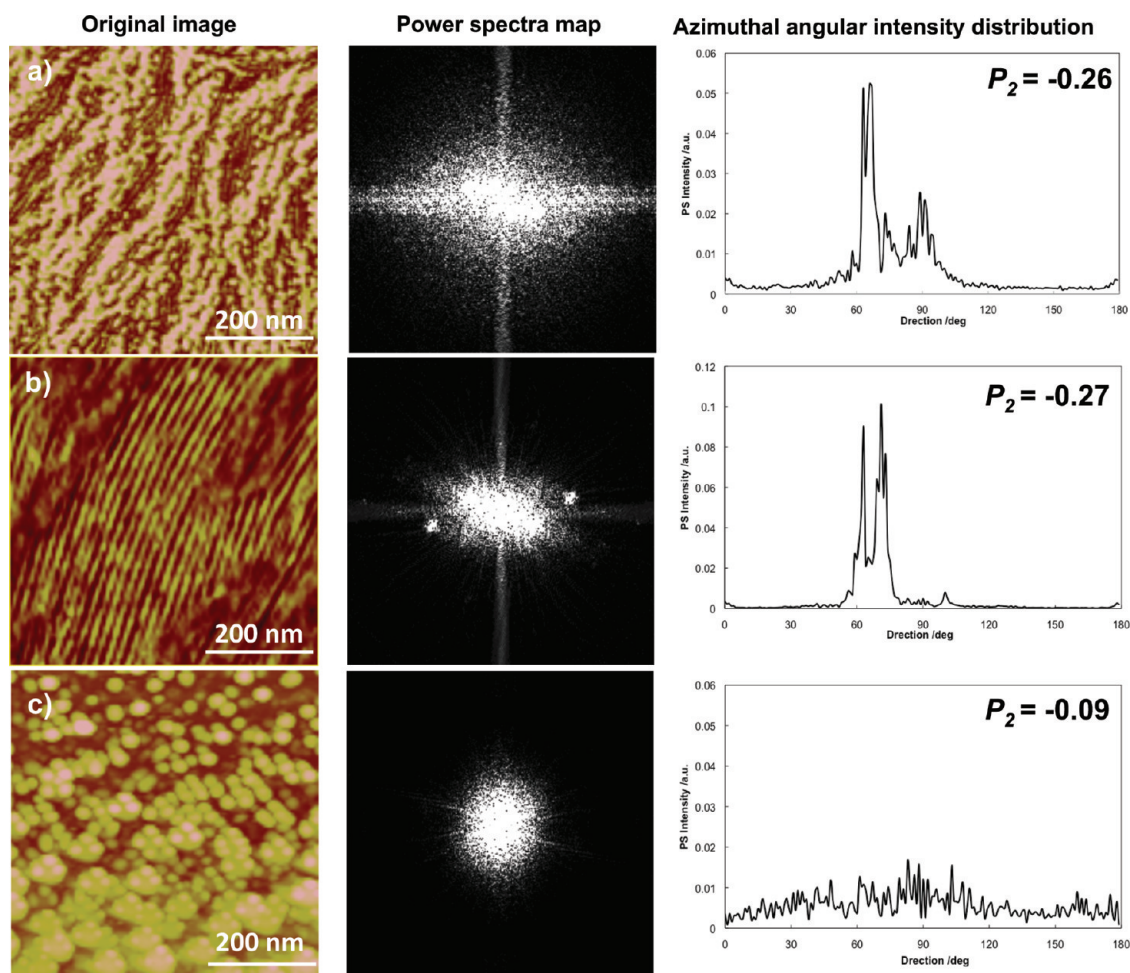 Original image
Power spectra map
Azimuthal angular intensity distribution
a)
200 nm
0.06
0.05
0.04
0.03
0.02
0.01
0
PS Intensity /a.u.
P2 = -0.26
0 30 60 90 120 150 180
Direction /deg
b)
200 nm
0.12
0.1
0.08
0.06
0.04
0.02
0
PS Intensity /a.u.
P2 = -0.27
0 30 60 90 120 150 180
Direction /deg
c)
200 nm
0.06
0.05
0.04
0.03
0.02
0.01
0
PS Intensity /a.u.
P2 = -0.09
0 30 60 90 120 150 180
Direction /deg